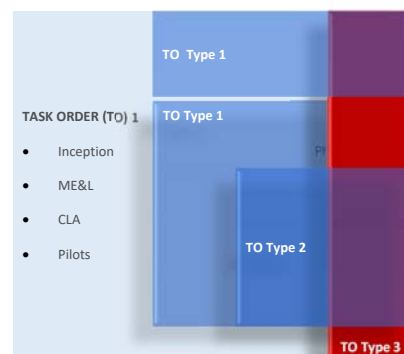 TO Type 1
TASK ORDER (TO) 1
TO Type 1
• Inception
• ME&L
• CLA
• Pilots
TO Type 2
TO Type 3